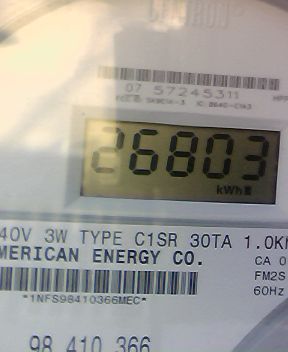 CENTRON
07 57245311
26803
kWh
40V 3W TYPE C1SR 30TA 1.0K
MERICAN ENERGY CO.
CA 0
FM2S
*1NFS98410366MEC*
60Hz
98 410 366